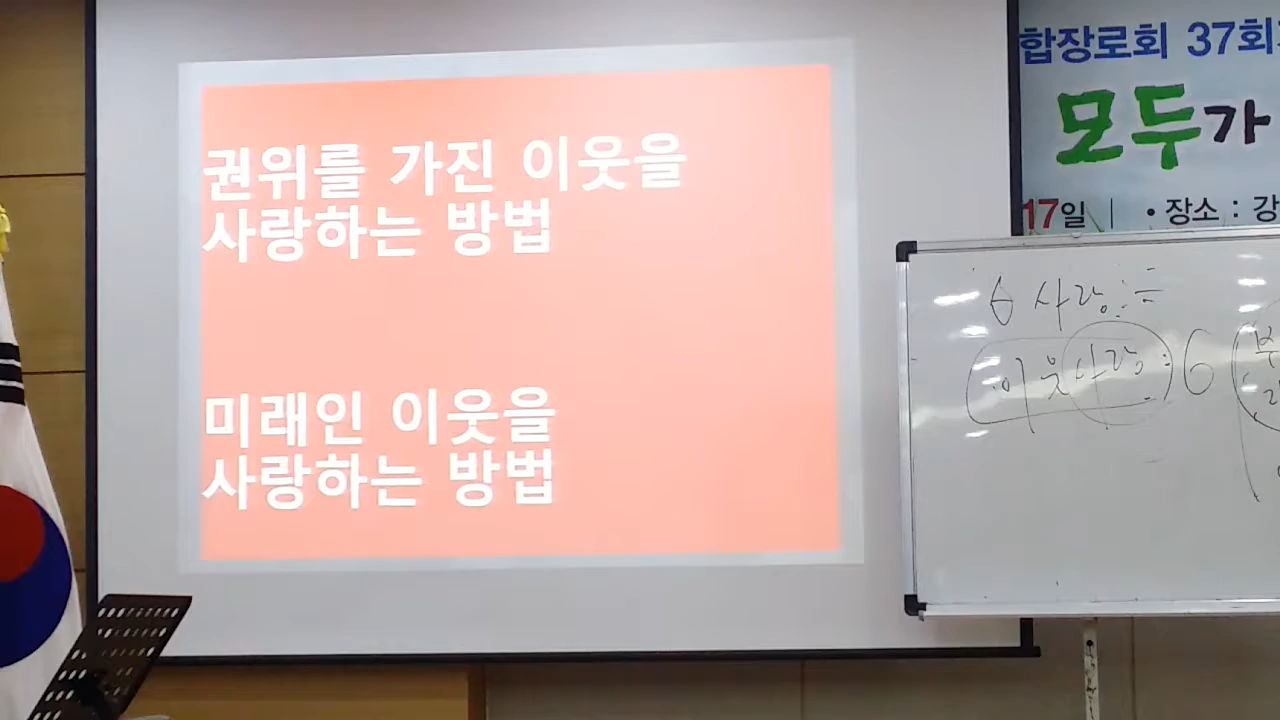 권위를 가진 이웃을
사랑하는 방법
미래인 이웃을
사랑하는 방법
합장로회 37회
모두가
17일 | • 장소 : 강
6 사랑은
이웃사랑 6